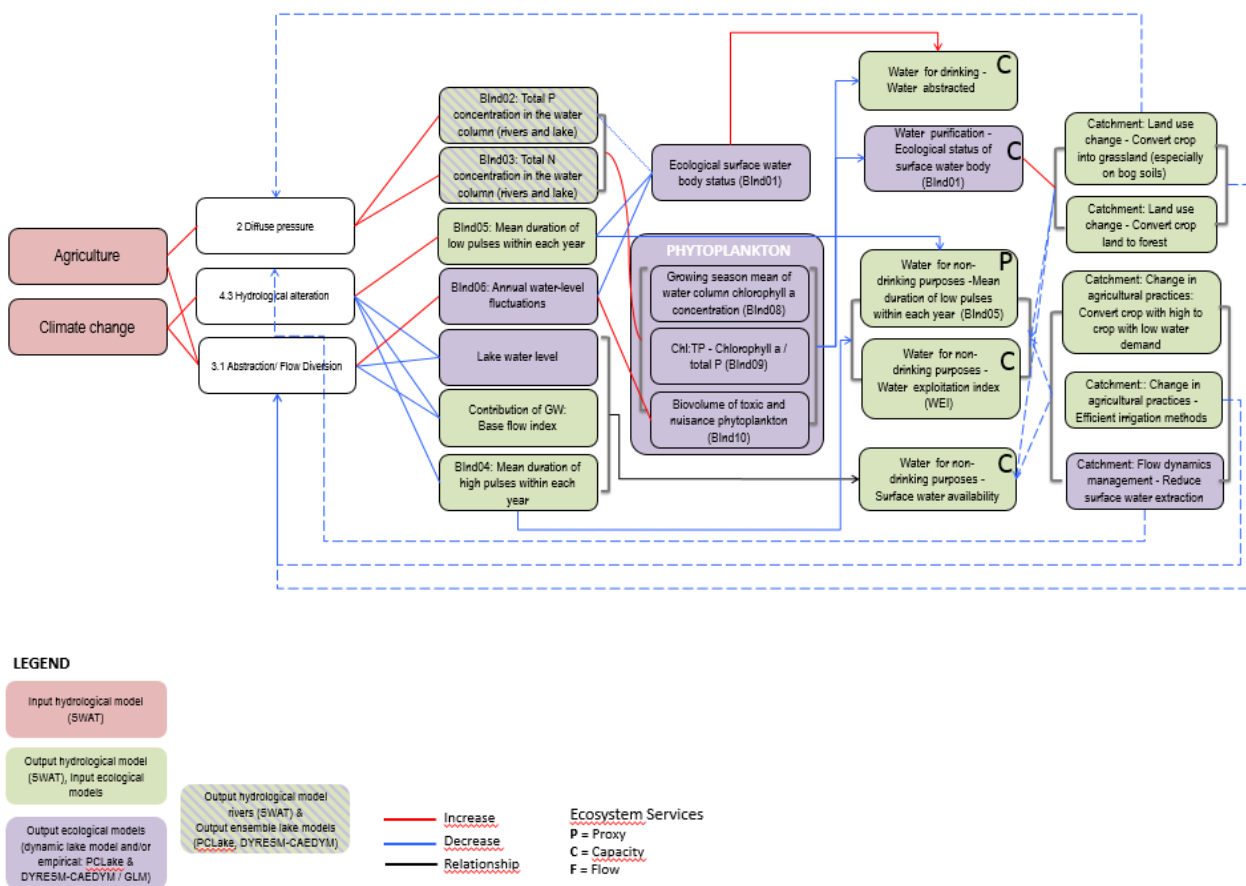 Agriculture
Climate change
2 Diffuse pressure
4.3 Hydrological alteration
3.1 Abstraction/ Flow Diversion
BInd02: Total P
concentration in the water
column (rivers and lake)
BInd03: Total N
concentration in the water
column (rivers and lake)
BInd05: Mean duration of
low pulses within each year
BInd06: Annual water-level
fluctuations
Lake water level
Contribution of GW:
Base flow index
BInd04: Mean duration of
high pulses within each
year
Ecological surface water
body status (BInd01)
PHYTOPLANKTON
Growing season mean of
water column chlorophyll a
concentration (BInd08)
Chl:TP - Chlorophyll a /
total P (BInd09)
Biovolume of toxic and
nuisance phytoplankton
(BInd10)
Water for drinking -
Water abstracted
C
Water purification -
Ecological status of
surface water body
(BInd01)
C
Water for non-
drinking purposes -Mean
duration of low pulses
within each year (BInd05)
P
Water for non-
drinking purposes -
Water exploitation index
(WEI)
C
Water for non-
drinking purposes -
Surface water availability
C
Catchment: Land use
change - Convert crop
into grassland (especially
on bog soils)
Catchment: Land use
change - Convert crop
land to forest
Catchment: Change in
agricultural practices:
Convert crop with high to
crop with low water
demand
Catchment:: Change in
agricultural practices -
Efficient irrigation methods
Catchment: Flow dynamics
management - Reduce
surface water extraction
LEGEND
Input hydrological model
(SWAT)
Output hydrological model
(SWAT), Input ecological
models
Output ecological models
(dynamic lake model and/or
empirical: PCLake &
DYRESM-CAEDYM / GLM)
Output hydrological model
rivers (SWAT) &
Output ensemble lake models
(PCLake, DYRESM-CAEDYM)
Increase
Decrease
Relationship
Ecosystem Services
P = Proxy
C = Capacity
F = Flow